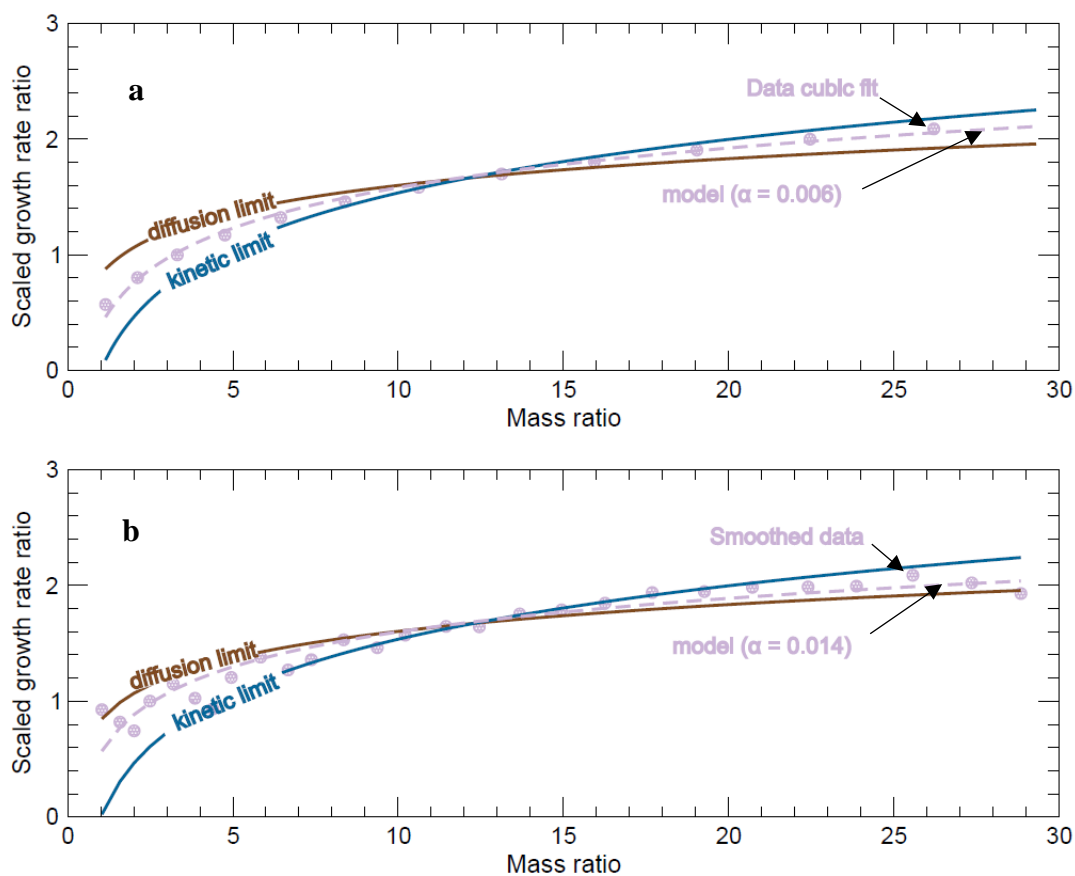 3
a
Data cubic fit
2
model (α = 0.006)
diffusion limit
1
kinetic limit
0
Scaled growth rate ratio
0 5 10 15 20 25 30
Mass ratio
3
b
Smoothed data
2
model (α = 0.014)
diffusion limit
1
kinetic limit
0
Scaled growth rate ratio
0 5 10 15 20 25 30
Mass ratio